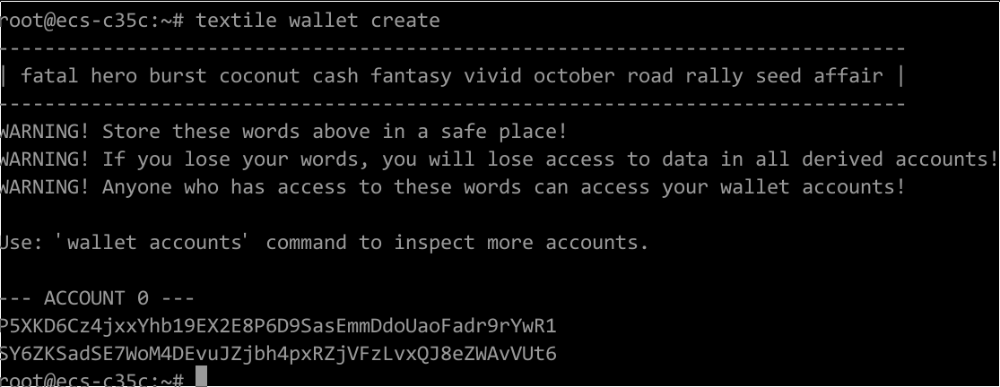 root@ecs-c35c:~# textile wallet create
--------------------------------------------------------------------------------
| fatal hero burst coconut cash fantasy vivid october road rally seed affair |
--------------------------------------------------------------------------------
WARNING! Store these words above in a safe place!
WARNING! If you lose your words, you will lose access to data in all derived accounts!
WARNING! Anyone who has access to these words can access your wallet accounts!
Use: 'wallet accounts' command to inspect more accounts.
--- ACCOUNT 0 ---
P5XKD6Cz4jxxYhb19EX2E8P6D9SasEmmDdoUaoFadr9rYwR1
SY6ZKSadSE7WoM4DEvuJZjbh4pxRZjVFzLvxQJ8eZWAvVUt6
root@ecs-c35c:~#